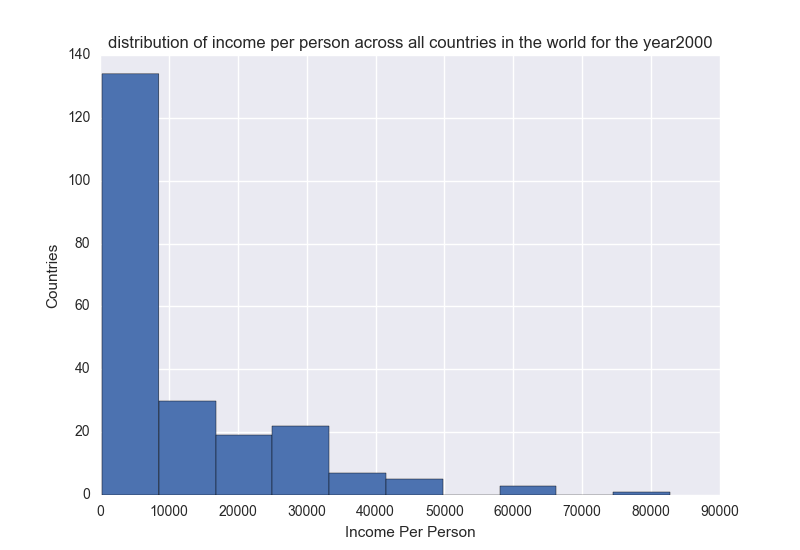 distribution of income per person across all countries in the world for the year2000
140
120
100
80
60
40
20
0
Countries
0 10000 20000 30000 40000 50000 60000 70000 80000 90000
Income Per Person